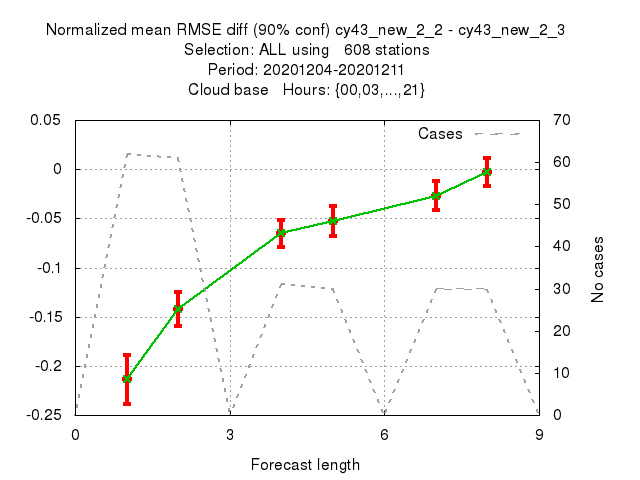 Normalized mean RMSE diff (90% conf) cy43_new_2_2 - cy43_new_2_3
Selection: ALL using   608 stations
Period: 20201204-20201211
Cloud base   Hours: {00,03,...,21}
Cases
0.05
0
-0.05
-0.1
-0.15
-0.2
-0.25
70
60
50
40
30
20
10
0
No cases
0 3 6 9
Forecast length